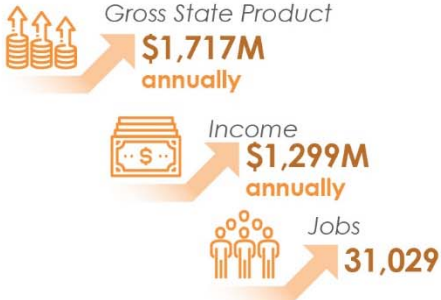 Gross State Product
$1,717M
annually
Income
$1,299M
annually
Jobs
31,029